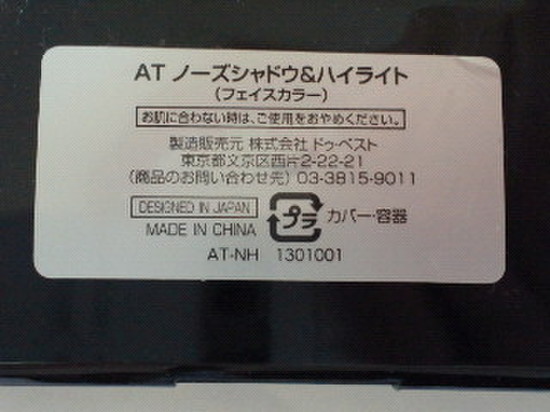 AT ノーズシャドウ&ハイライト
(フェイスカラー)
お肌に合わない時は、ご使用をおやめください。
製造販売元 株式会社 ドゥ・ベスト
東京都文京区西片2-22-21
(商品のお問い合わせ先) 03-3815-9011
DESIGNED IN JAPAN
MADE IN CHINA
プラ
カバー・容器
AT-NH 1301001